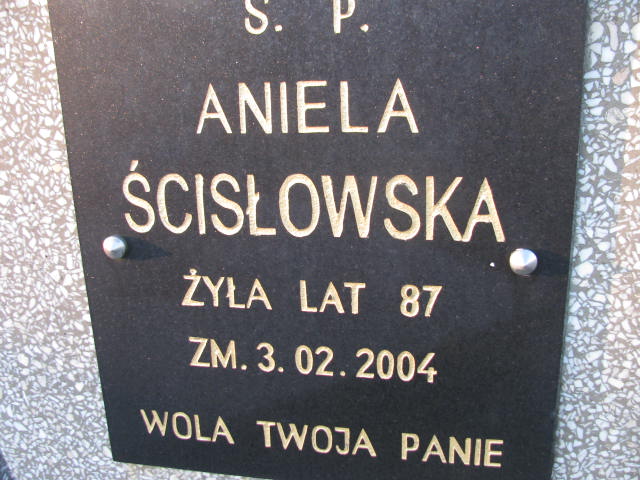 S. P.
ANIELA
ŚCISŁOWSKA
ŻYŁA LAT 87
ZM. 3. 02. 2004
WOLA TWOJA PANIE